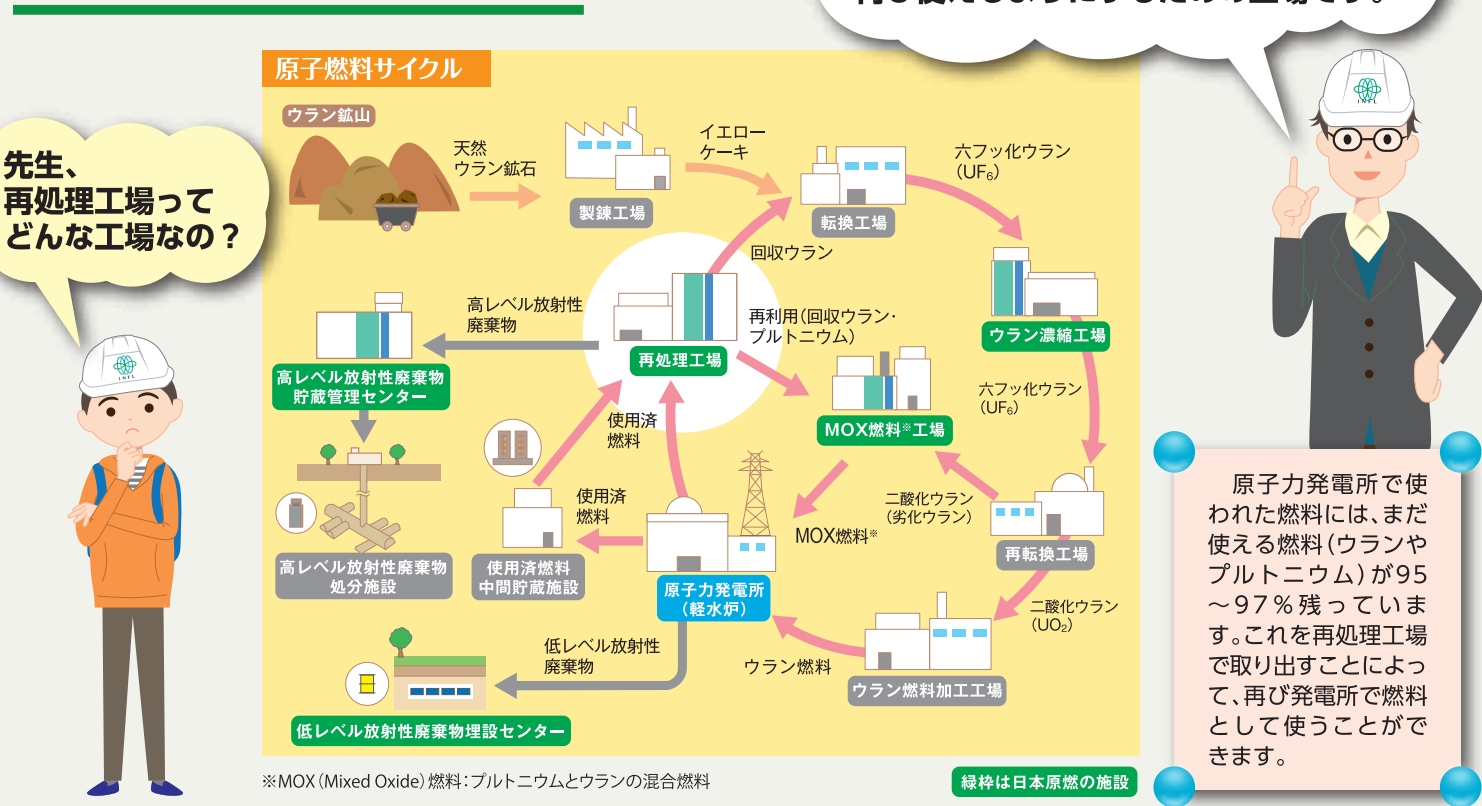 再び使えるようにするための工場です。
原子燃料サイクル
先生、
再処理工場って
どんな工場なの？
ウラン鉱山
天然
ウラン鉱石
製錬工場
イエロー
ケーキ
転換工場
六フッ化ウラン
(UF₆)
回収ウラン
ウラン濃縮工場
高レベル放射性
廃棄物
再処理工場
再利用(回収ウラン・
プルトニウム)
高レベル放射性廃棄物
貯蔵管理センター
MOX燃料※工場
六フッ化ウラン
(UF₆)
使用済
燃料
使用済
燃料
二酸化ウラン
(劣化ウラン)
MOX燃料※
再転換工場
高レベル放射性廃棄物
処分施設
使用済燃料
中間貯蔵施設
原子力発電所
(軽水炉)
二酸化ウラン
(UO₂)
低レベル放射性
廃棄物
ウラン燃料
ウラン燃料加工工場
低レベル放射性廃棄物埋設センター
※MOX(Mixed Oxide)燃料:プルトニウムとウランの混合燃料
緑枠は日本原燃の施設
原子力発電所で使
われた燃料には、まだ
使える燃料(ウランや
プルトニウム)が95
～97％残っていま
す。これを再処理工場
で取り出すことによっ
て、再び発電所で燃料
として使うことがで
きます。